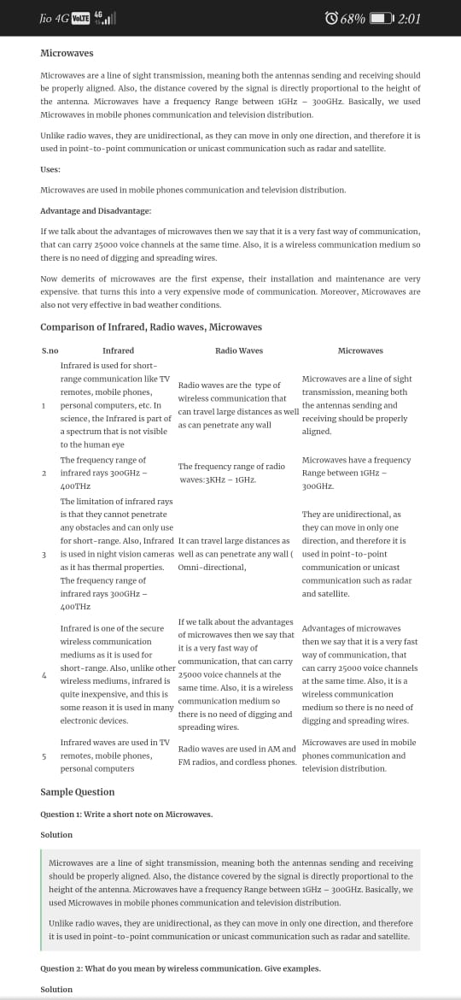 Jio 4G VoLTE 4G 68% 2:01
Microwaves
Microwaves are a line of sight transmission, meaning both the antennas sending and receiving should
be properly aligned. Also, the distance covered by the signal is directly proportional to the height of
the antenna. Microwaves have a frequency Range between 1GHz – 300GHz. Basically, we used
Microwaves in mobile phones communication and television distribution.
Unlike radio waves, they are unidirectional, as they can move in only one direction, and therefore it is
used in point-to-point communication or unicast communication such as radar and satellite.
Uses:
Microwaves are used in mobile phones communication and television distribution.
Advantage and Disadvantage:
If we talk about the advantages of microwaves then we say that it is a very fast way of communication,
that can carry 25000 voice channels at the same time. Also, it is a wireless communication medium so
there is no need of digging and spreading wires.
Now demerits of microwaves are the first expense, their installation and maintenance are very
expensive. that turns this into a very expensive mode of communication. Moreover, Microwaves are
also not very effective in bad weather conditions.
Comparison of Infrared, Radio waves, Microwaves
S.no Infrared Radio Waves Microwaves
1
Infrared is used for short-
range communication like TV
remotes, mobile phones,
personal computers, etc. In
science, the Infrared is part of
a spectrum that is not visible
to the human eye
Radio waves are the type of
wireless communication that
can travel large distances as well
as can penetrate any wall
Microwaves are a line of sight
transmission, meaning both
the antennas sending and
receiving should be properly
aligned.
2
The frequency range of
infrared rays 300GHz –
400THz
The frequency range of radio
waves:3KHz – 1GHz.
Microwaves have a frequency
Range between 1GHz –
300GHz.
3
The limitation of infrared rays
is that they cannot penetrate
any obstacles and can only use
for short-range. Also, Infrared
is used in night vision cameras
as it has thermal properties.
The frequency range of
infrared rays 300GHz –
400THz
It can travel large distances as
well as can penetrate any wall (
Omni-directional,
They are unidirectional, as
they can move in only one
direction, and therefore it is
used in point-to-point
communication or unicast
communication such as radar
and satellite.
4
Infrared is one of the secure
wireless communication
mediums as it is used for
short-range. Also, unlike other
wireless mediums, infrared is
quite inexpensive, and this is
some reason it is used in many
electronic devices.
If we talk about the advantages
of microwaves then we say that
it is a very fast way of
communication, that can carry
25000 voice channels at the
same time. Also, it is a wireless
communication medium so
there is no need of digging and
spreading wires.
Advantages of microwaves
then we say that it is a very fast
way of communication, that
can carry 25000 voice channels
at the same time. Also, it is a
wireless communication
medium so there is no need of
digging and spreading wires.
5
Infrared waves are used in TV
remotes, mobile phones,
personal computers
Radio waves are used in AM and
FM radios, and cordless phones.
Microwaves are used in mobile
phones communication and
television distribution.
Sample Question
Question 1: Write a short note on Microwaves.
Solution
Microwaves are a line of sight transmission, meaning both the antennas sending and receiving
should be properly aligned. Also, the distance covered by the signal is directly proportional to the
height of the antenna. Microwaves have a frequency Range between 1GHz – 300GHz. Basically, we
used Microwaves in mobile phones communication and television distribution.
Unlike radio waves, they are unidirectional, as they can move in only one direction, and therefore
it is used in point-to-point communication or unicast communication such as radar and satellite.
Question 2: What do you mean by wireless communication. Give examples.
Solution